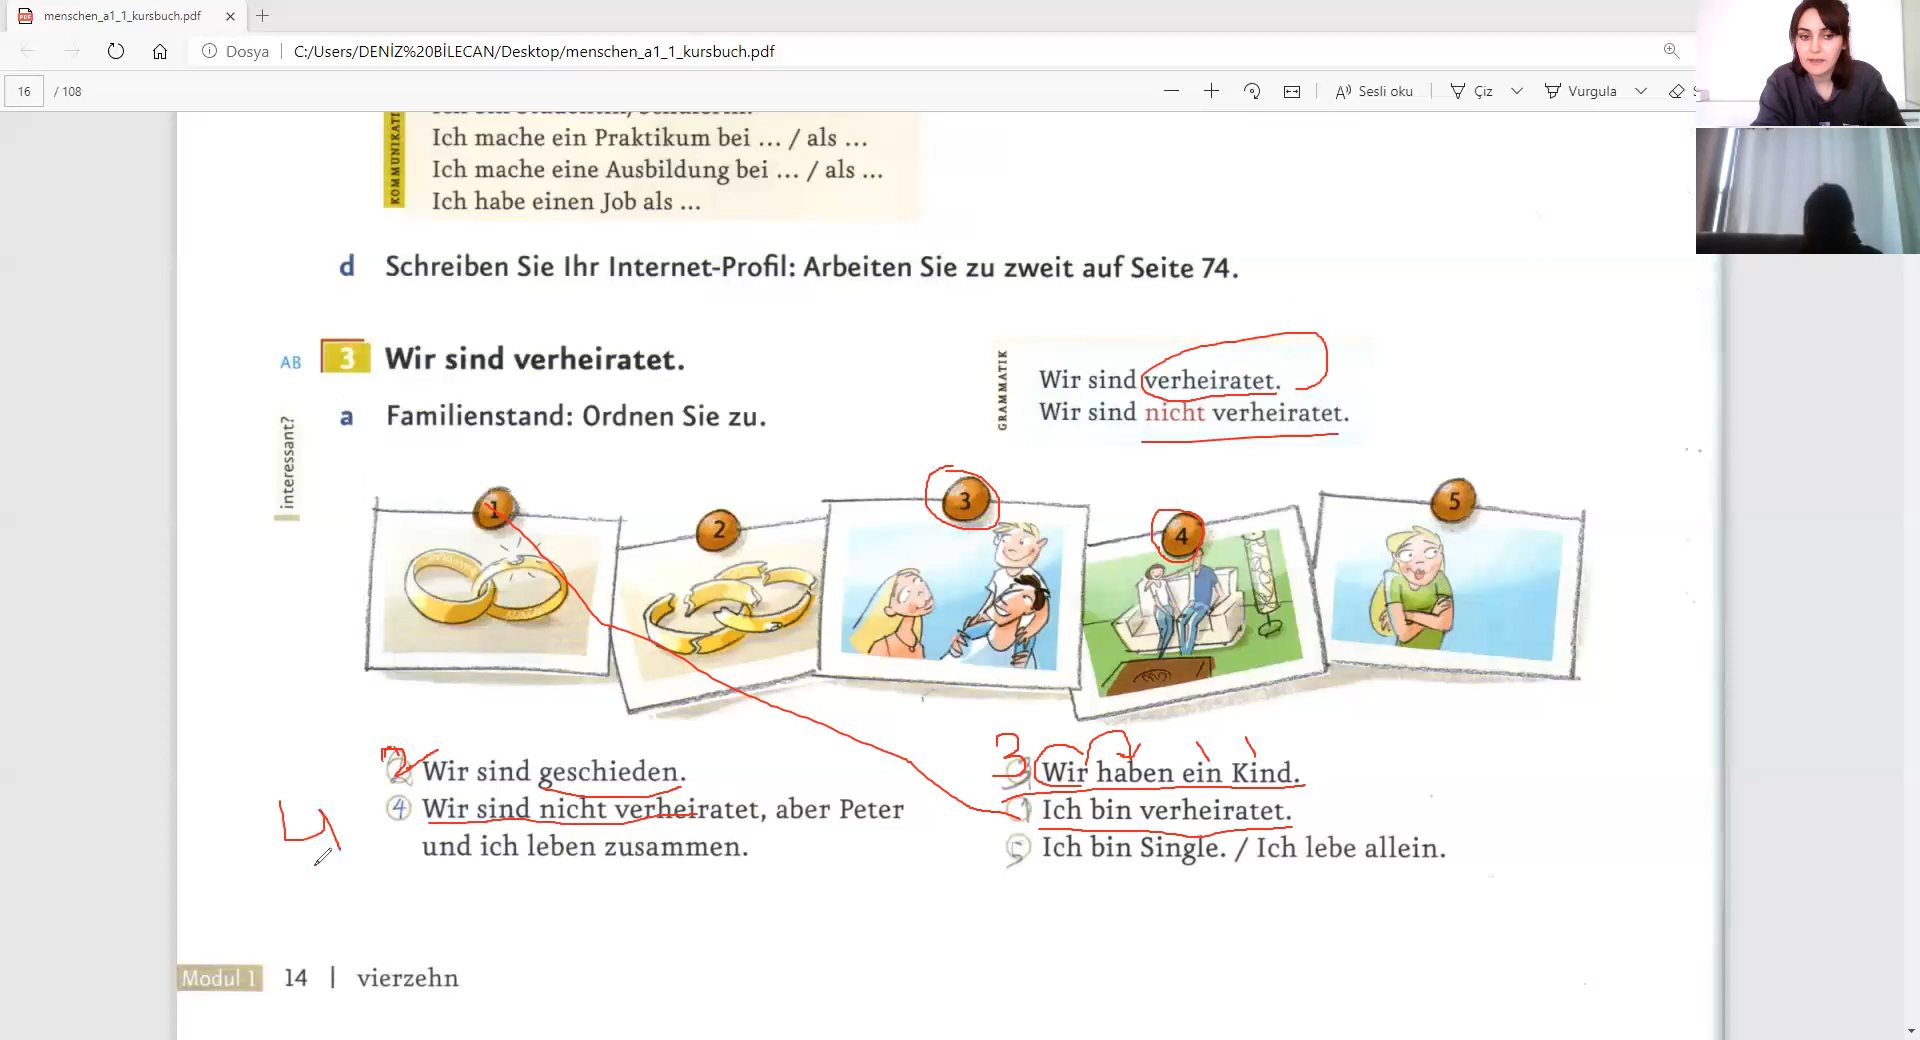 menschen_a1_1_kursbuch.pdf
Dosya
C:/Users/DENİZ%20BİLECAN/Desktop/menschen_a1_1_kursbuch.pdf
16 / 108
Sesli oku
Çiz
Vurgula
KOMMUNIKATI
Ich mache ein Praktikum bei ... / als ...
Ich mache eine Ausbildung bei ... / als ...
Ich habe einen Job als ...
d Schreiben Sie Ihr Internet-Profil: Arbeiten Sie zu zweit auf Seite 74.
AB 3 Wir sind verheiratet.
GRAMMATIK
Wir sind verheiratet.
Wir sind nicht verheiratet.
interessant?
a Familienstand: Ordnen Sie zu.
1
2
3
4
5
2 Wir sind geschieden.
4
4 Wir sind nicht verheiratet, aber Peter
und ich leben zusammen.
3 Wir haben ein Kind.
1 Ich bin verheiratet.
5 Ich bin Single. / Ich lebe allein.
Modul 1 14 | vierzehn